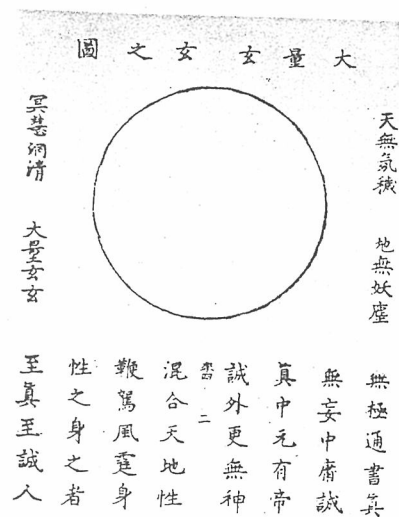 大量玄玄之圖
天無氛穢 地無妖塵
冥慧洞清 大量玄玄
無極通書真
無妄中庸誠
真中元有帝
誠外更無神
二
混合天地性
鞭駕風霆身
性之身之者
至真至誠人